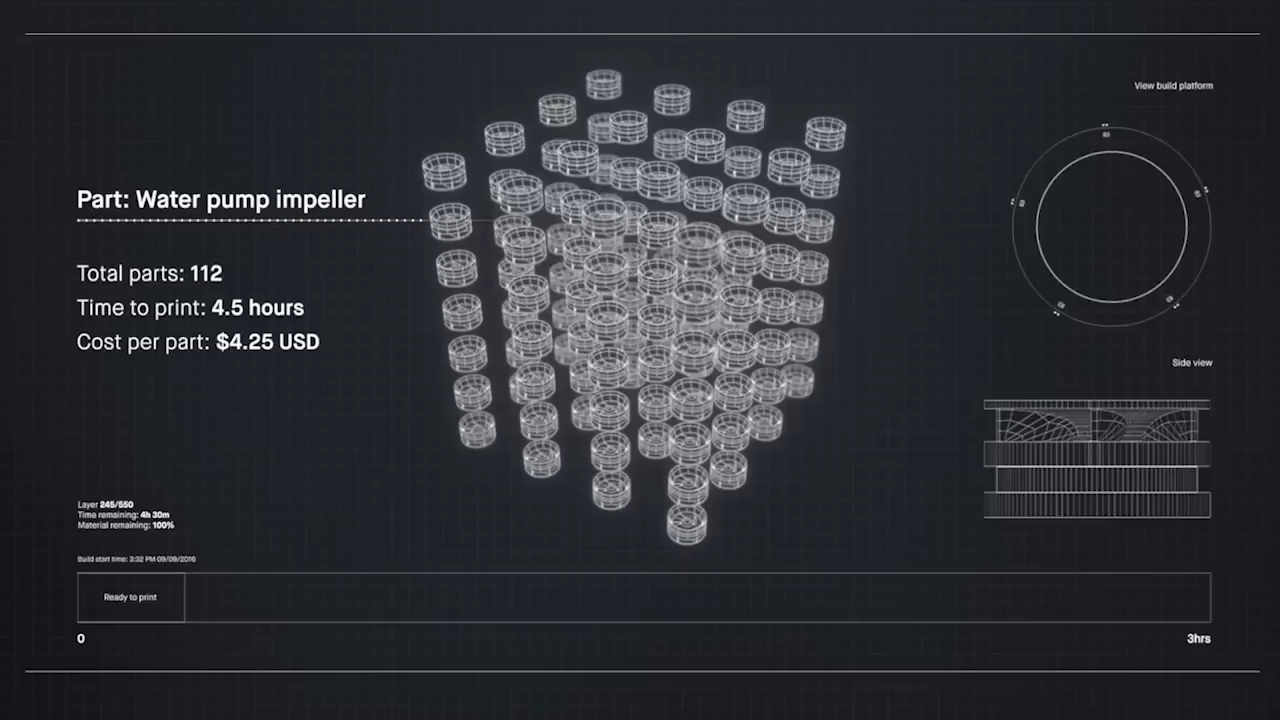 View build platform
Part: Water pump impeller
Total parts: 112
Time to print: 4.5 hours
Cost per part: $4.25 USD
Side view
Layer 245/550
Time remaining: 4h 30m
Material remaining: 100%
Build start time: 3:32 PM 09/09/2016
Ready to print
0
3hrs